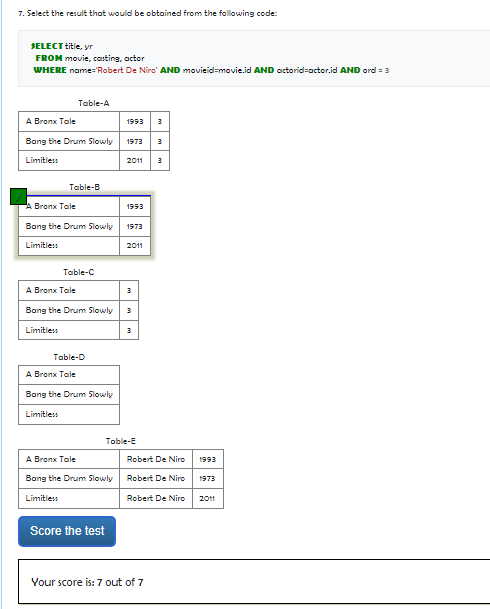 7. Select the result that would be obtained from the following code:
SELECT title, yr
FROM movie, casting, actor
WHERE name='Robert De Niro' AND movieid=movie.id AND actorid=actor.id AND ord = 3
Table-A
A Bronx Tale 1993 3
Bang the Drum Slowly 1973 3
Limitless 2011 3
Table-B
A Bronx Tale 1993
Bang the Drum Slowly 1973
Limitless 2011
Table-C
A Bronx Tale 3
Bang the Drum Slowly 3
Limitless 3
Table-D
A Bronx Tale
Bang the Drum Slowly
Limitless
Table-E
A Bronx Tale Robert De Niro 1993
Bang the Drum Slowly Robert De Niro 1973
Limitless Robert De Niro 2011
Score the test
Your score is: 7 out of 7